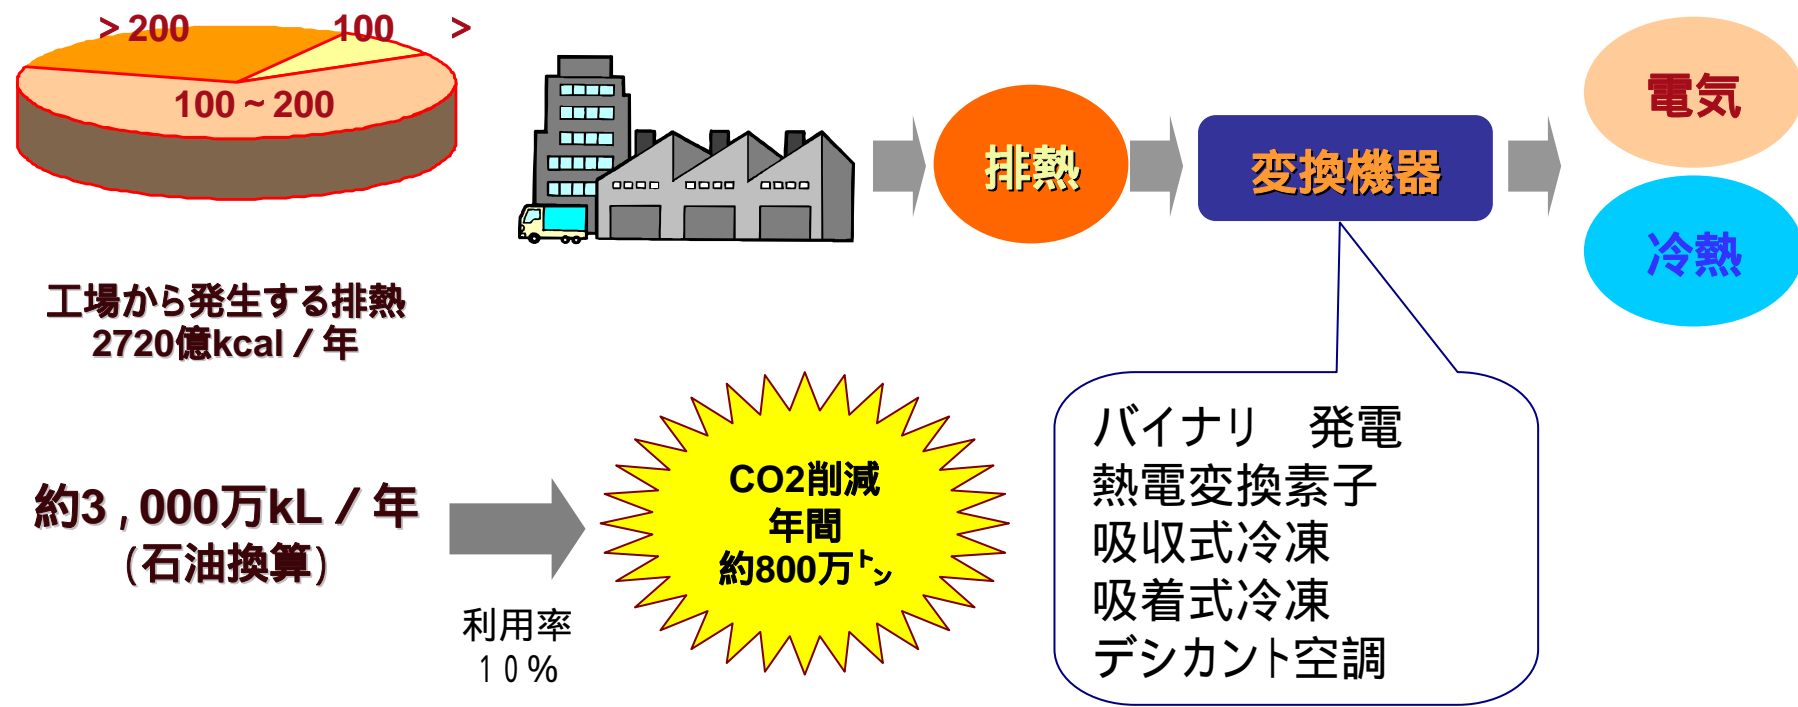 ＞200
100　＞
100～200
工場から発生する排熱
2720億kcal／年
排熱
変換機器
電気
冷熱
約3,000万kL／年
(石油換算)
利用率
１０％
CO2削減
年間
約800万㌧
バイナリ　発電
熱電変換素子
吸収式冷凍
吸着式冷凍
デシカント空調